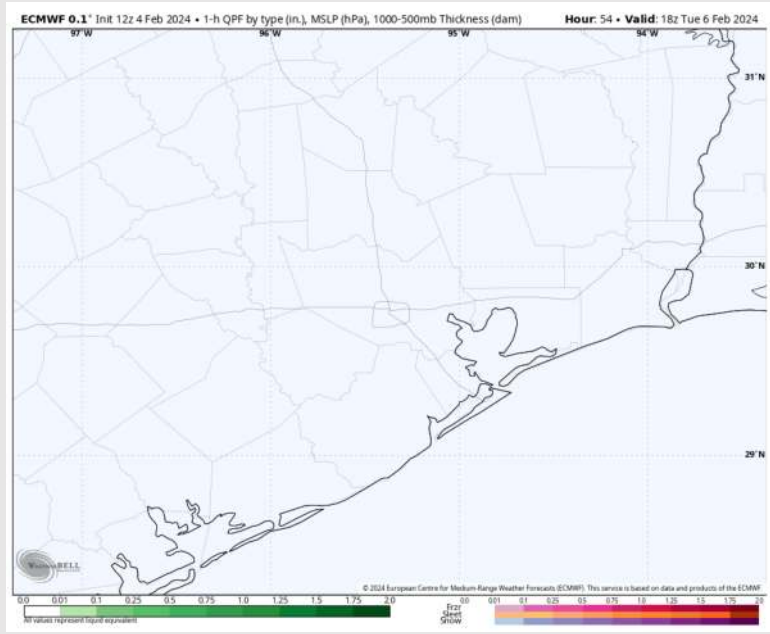 ECMWF 0.1° Init 12z 4 Feb 2024 • 1-h QPF by type (in.), MSLP (hPa), 1000-500mb Thickness (dam) Hour: 54 • Valid: 18z Tue 6 Feb 2024
97°W 96°W 95°W 94°W
31°N
30°N
29°N
WeatherBELL
© 2024 European Centre for Medium-Range Weather Forecasts (ECMWF). This service is based on data and products of the ECMWF.
0.0 0.01 0.1 0.25 0.50 0.75 1.0 1.25 1.5 1.75 2.0
0.0 0.01 0.1 0.25 0.5 0.75 1.0 1.25 1.5 1.75 2.0
All values represent liquid equivalent
Frzr
Sleet
Snow